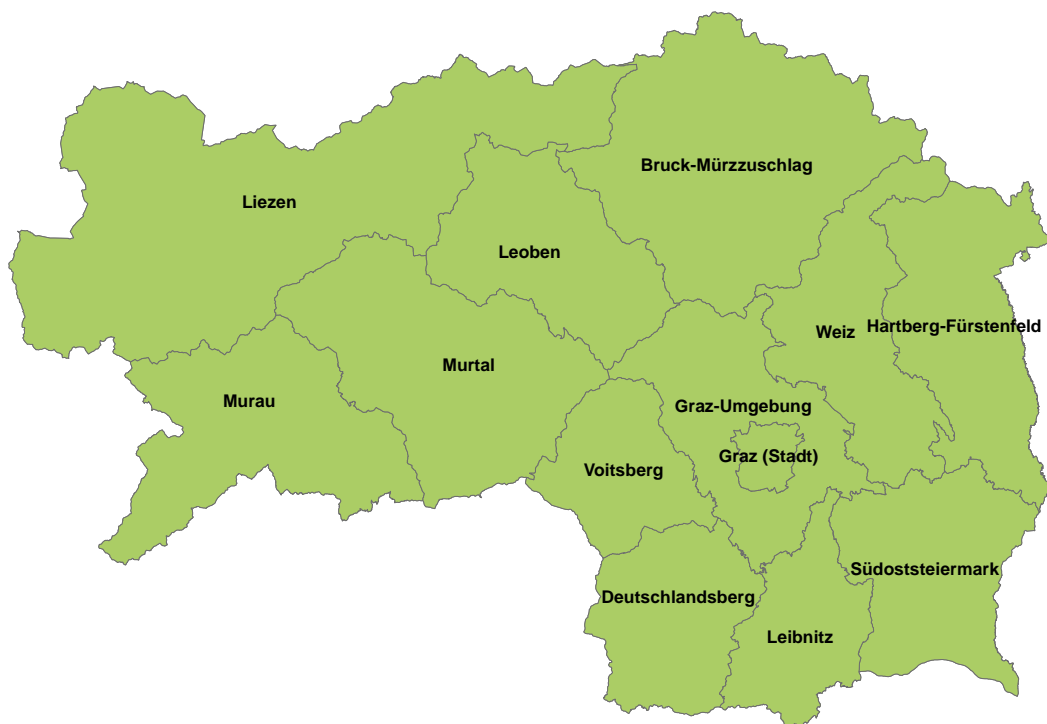 Bruck-Mürzzuschlag
Liezen
Leoben
Weiz
Hartberg-Fürstenfeld
Murtal
Murau
Graz-Umgebung
Graz (Stadt)
Voitsberg
Südoststeiermark
Deutschlandsberg
Leibnitz